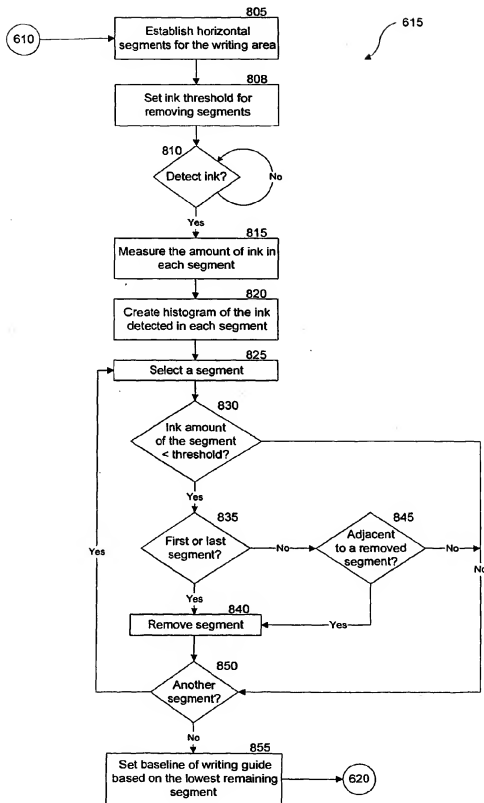 805
610
Establish horizontal
segments for the writing area
615
808
Set ink threshold for
removing segments
810
Detect ink?
No
Yes
815
Measure the amount of ink in
each segment
820
Create histogram of the ink
detected in each segment
825
Select a segment
830
Ink amount
of the segment
< threshold?
Yes
835
First or last
segment?
No
845
Adjacent
to a removed
segment?
No
No
Yes
Yes
840
Remove segment
Yes
850
Another
segment?
No
855
Set baseline of writing guide
based on the lowest remaining
segment
620